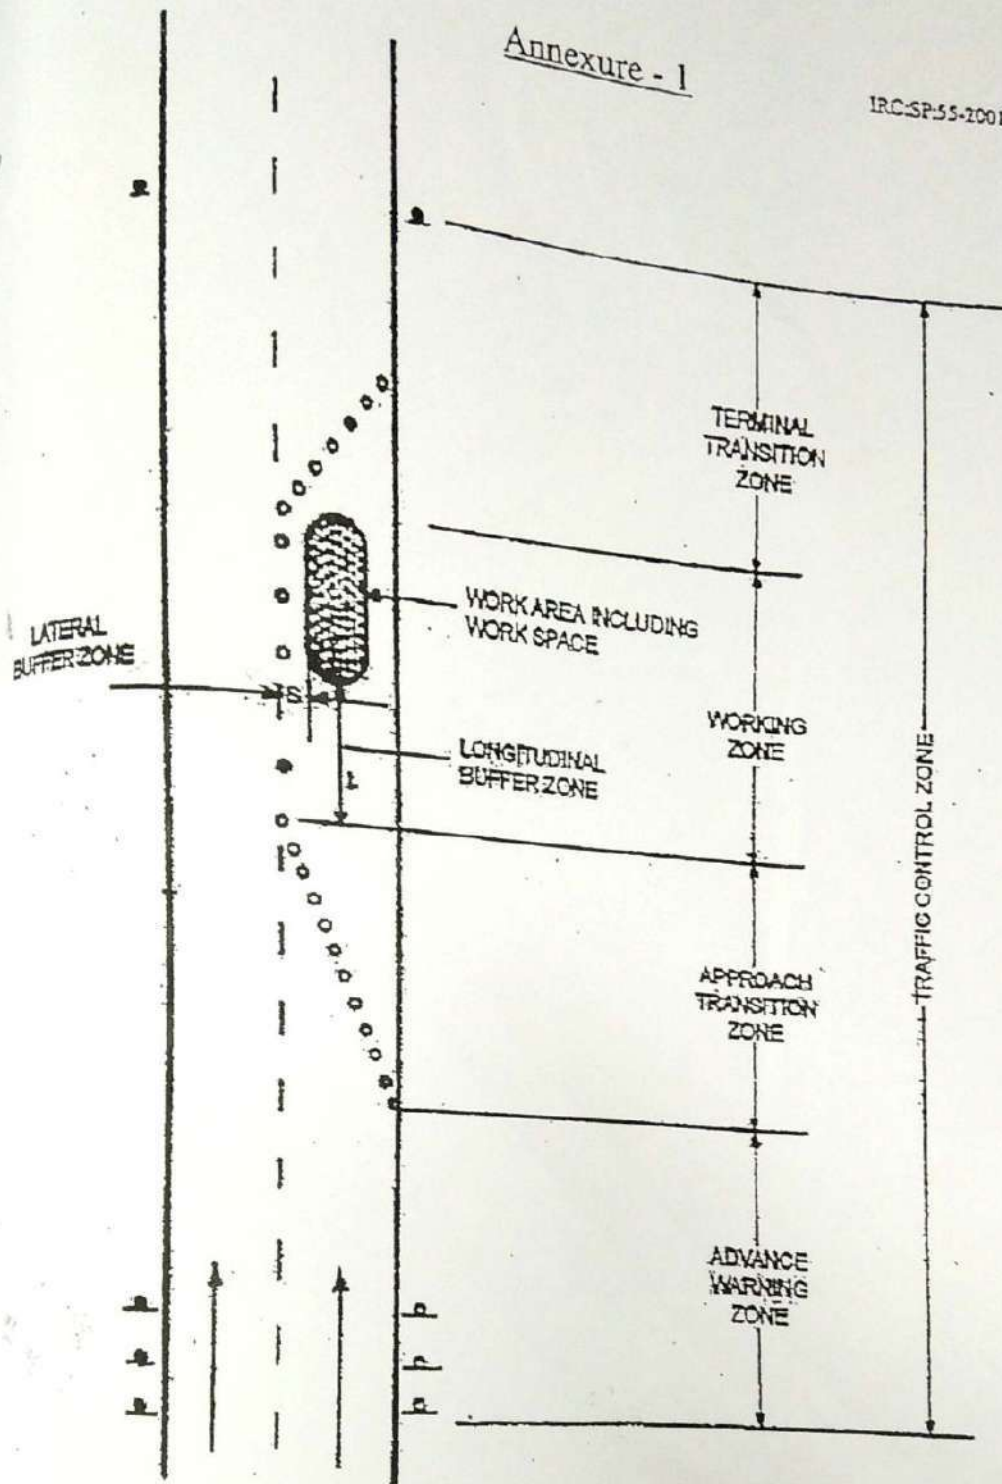 Annexure - 1
IRC:SP:55-2001
TERMINAL
TRANSITION
ZONE
WORK AREA INCLUDING
WORK SPACE
LATERAL
BUFFER ZONE
S
WORKING
ZONE
LONGITUDINAL
BUFFER ZONE
L
TRAFFIC CONTROL ZONE
APPROACH
TRANSITION
ZONE
ADVANCE
WARNING
ZONE